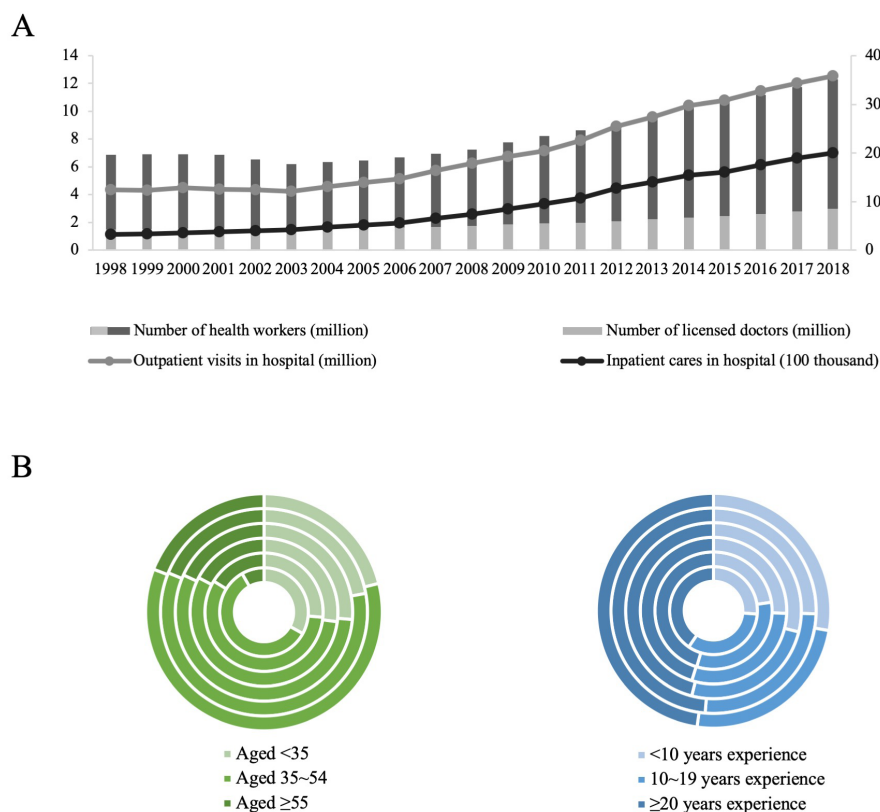 A
14 40
12
10 30
8
6 20
4
10
2
0 0
1998 1999 2000 2001 2002 2003 2004 2005 2006 2007 2008 2009 2010 2011 2012 2013 2014 2015 2016 2017 2018
Number of health workers (million) Number of licensed doctors (million)
Outpatient visits in hospital (million) Inpatient cares in hospital (100 thousand)
B
Aged <35 <10 years experience
Aged 35~54 10~19 years experience
Aged ≥55 ≥20 years experience